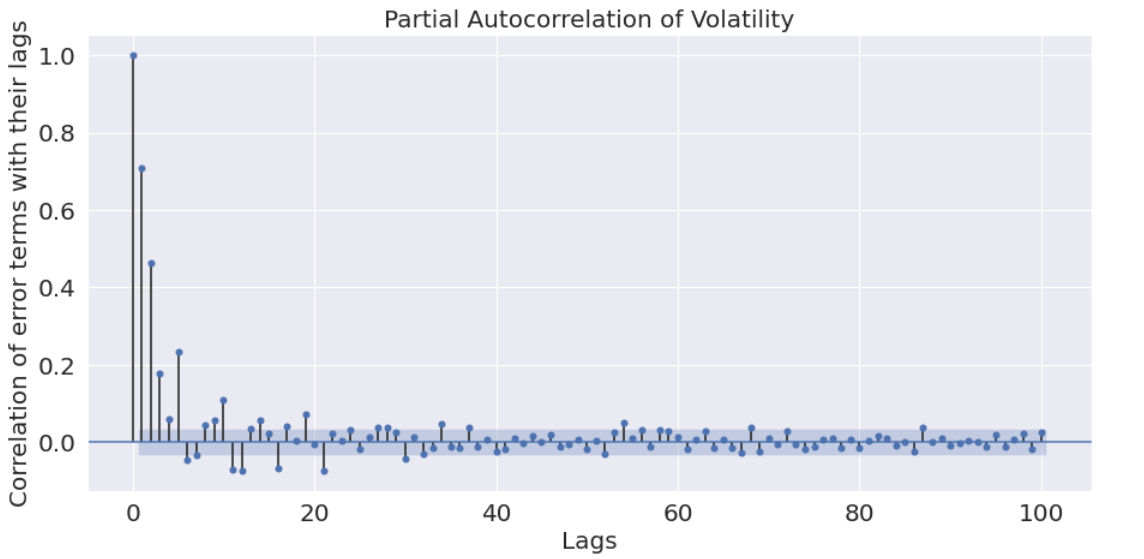 Partial Autocorrelation of Volatility
Correlation of error terms with their lags
1.0
0.8
0.6
0.4
0.2
0.0
0 20 40 60 80 100
Lags